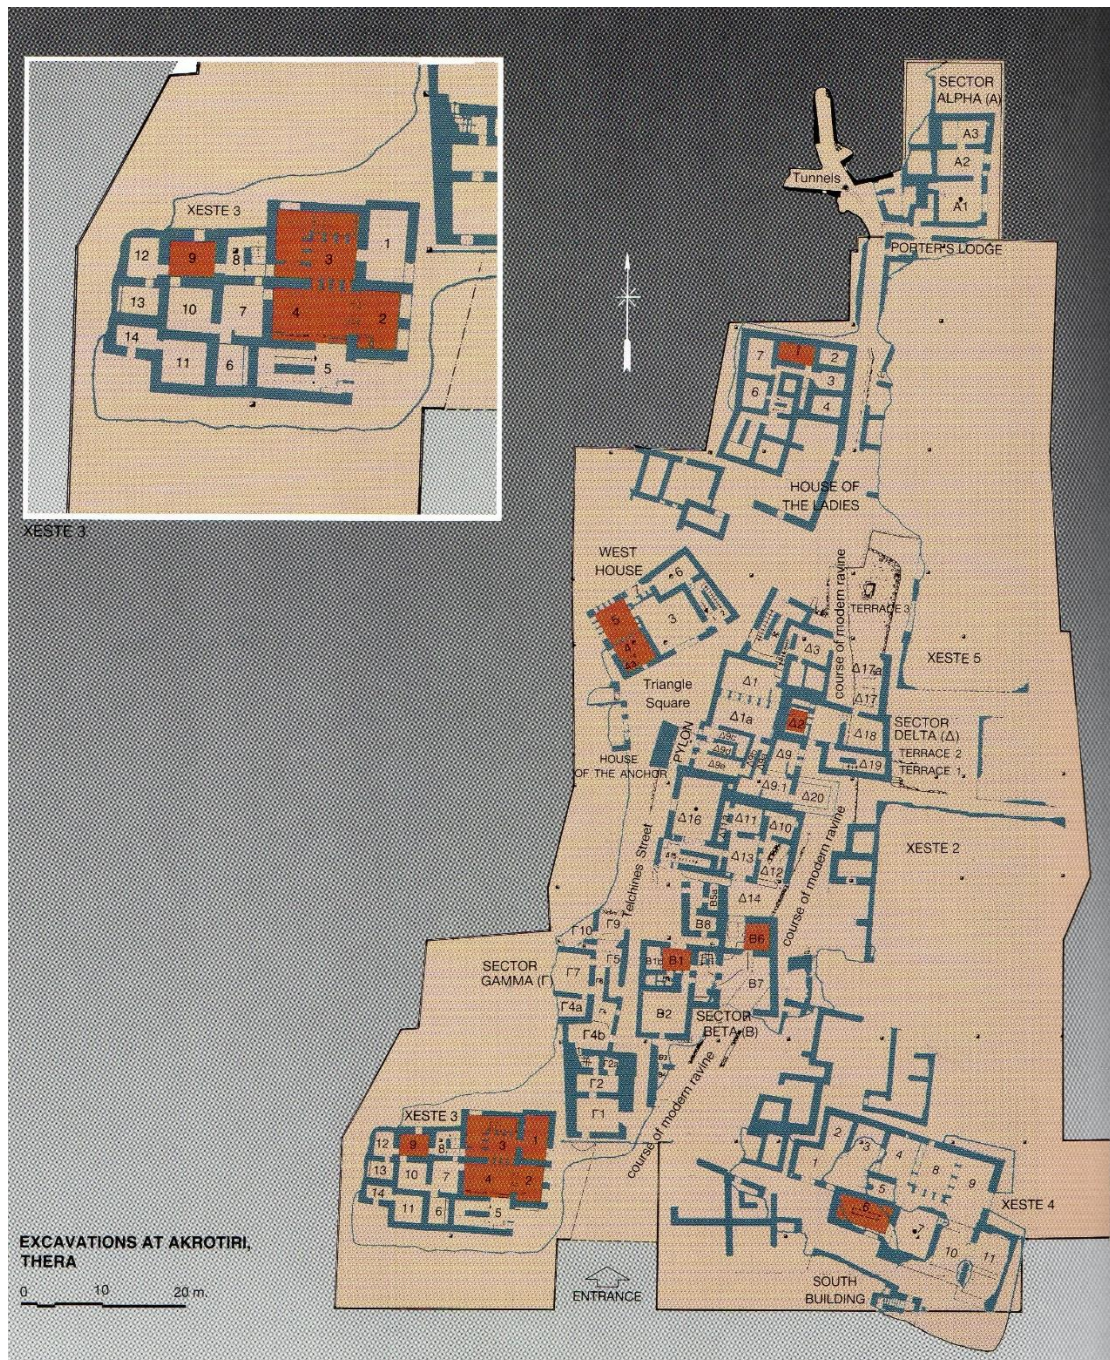 XESTE 3
12
9
8
3
1
13
10
7
4
2
14
11
6
5
XESTE 3
SECTOR
ALPHA (A)
A3
A2
A1
Tunnels
PORTER'S LODGE
7
1
2
3
6
4
HOUSE OF
THE LADIES
WEST
HOUSE
6
7
3
5
4
4a
course of modern ravine
TERRACE 3
Δ3
XESTE 5
Triangle
Square
Δ1
Δ17a
Δ17
Δ1a
Δ2
Δ18
SECTOR
DELTA (Δ)
TERRACE 2
TERRACE 1
PYLON
Δ9
Δ19
HOUSE
OF THE ANCHOR
Δ9.1
Δ20
Δ16
Δ11
Δ10
Telchines Street
Δ13
Δ12
course of modern ravine
XESTE 2
Δ14
B8
B6
Γ10
Γ9
Γ5
B1
B7
SECTOR
GAMMA (Γ)
Γ7
Γ4a
B2
SECTOR
BETA (B)
Γ4b
Γ2
Γ1
course of modern ravine
XESTE 3
12
9
8
3
1
13
10
7
4
2
14
11
6
5
2
3
4
8
9
1
5
6
7
10
11
XESTE 4
SOUTH
BUILDING
ENTRANCE
EXCAVATIONS AT AKROTIRI,
THERA
0 10 20 m.